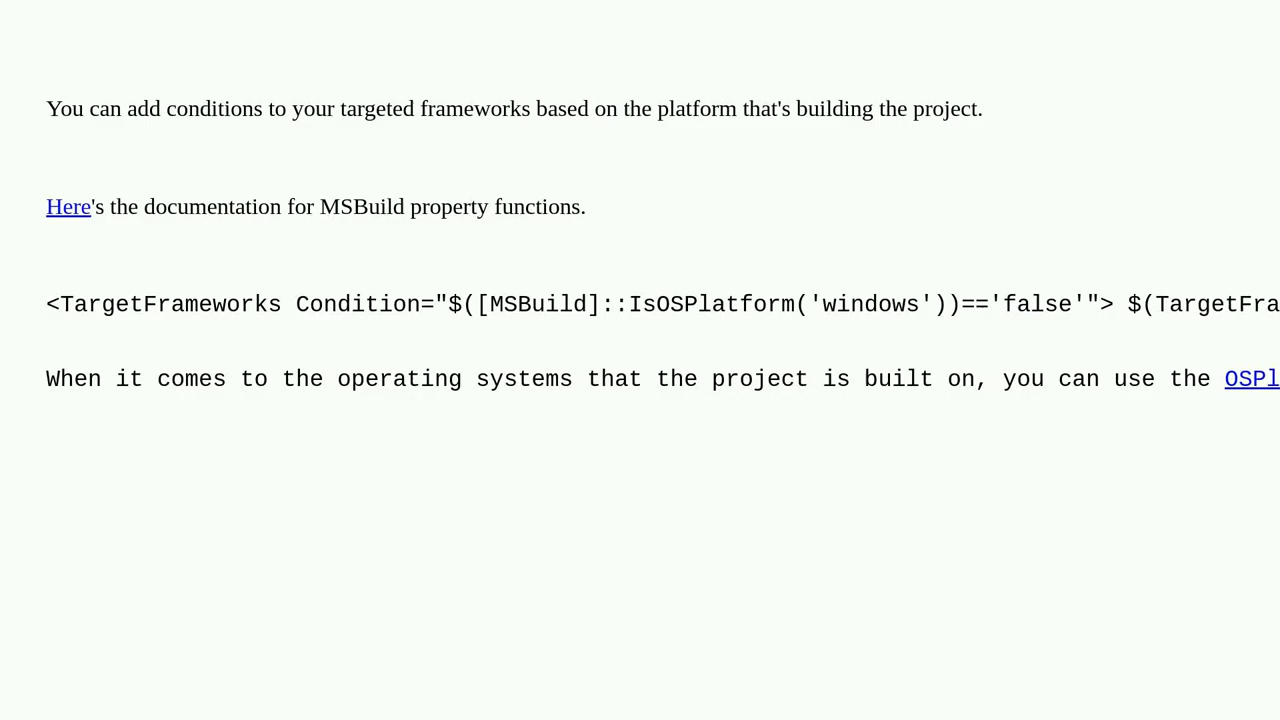 You can add conditions to your targeted frameworks based on the platform that's building the project.
Here's the documentation for MSBuild property functions.
<TargetFrameworks Condition="$([MSBuild]::IsOSPlatform('windows'))=='false'"> $(TargetFra
When it comes to the operating systems that the project is built on, you can use the OSPl